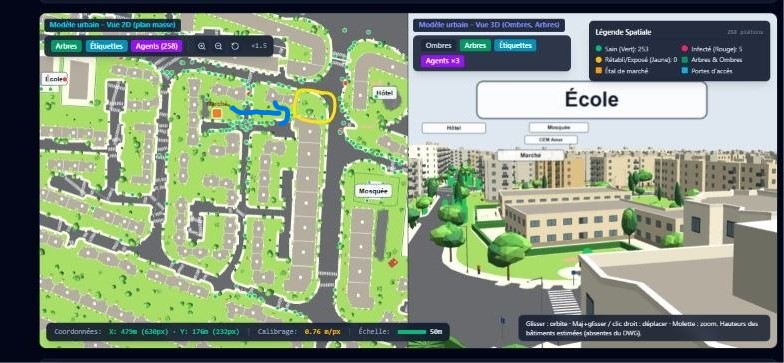 Modèle urbain – Vue 2D (plan masse)
Arbres Étiquettes Agents (258) ×1.5
École
Marché
Hôtel
Mosquée
Coordonnées: X: 479m (630px) · Y: 176m (232px) Calibrage: 0.76 m/px Échelle: 50m
Modèle urbain – Vue 3D (Ombres, Arbres)
Ombres Arbres Étiquettes
Agents ×3
Légende Spatiale 258 piétons
Sain (Vert): 253 Infecté (Rouge): 5
Rétabli/Exposé (Jaune): 0 Arbres & Ombres
Étal de marché Portes d'accès
École
Hôtel
Mosquée
Marché
Glisser : orbite · Maj+glisser / clic droit : déplacer · Molette : zoom. Hauteurs des
bâtiments estimées (absentes du DWG).